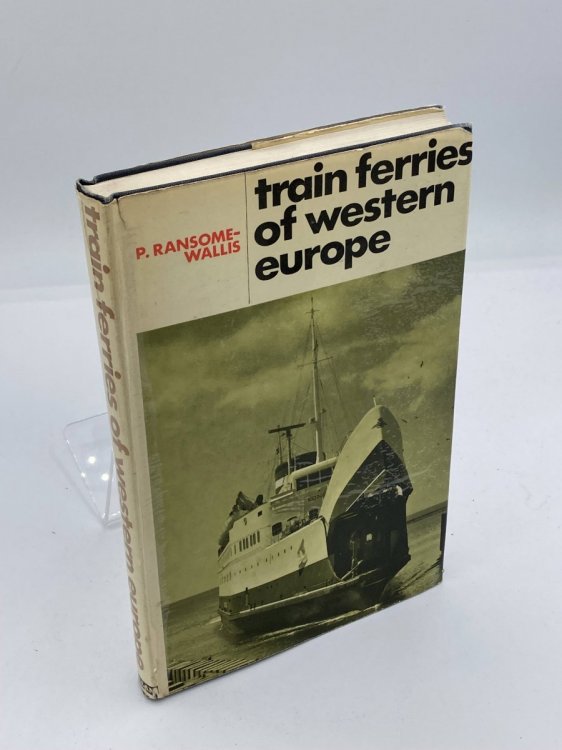 P. RANSOME-
WALLIS
train ferries
of western
europe
train ferries of western europe